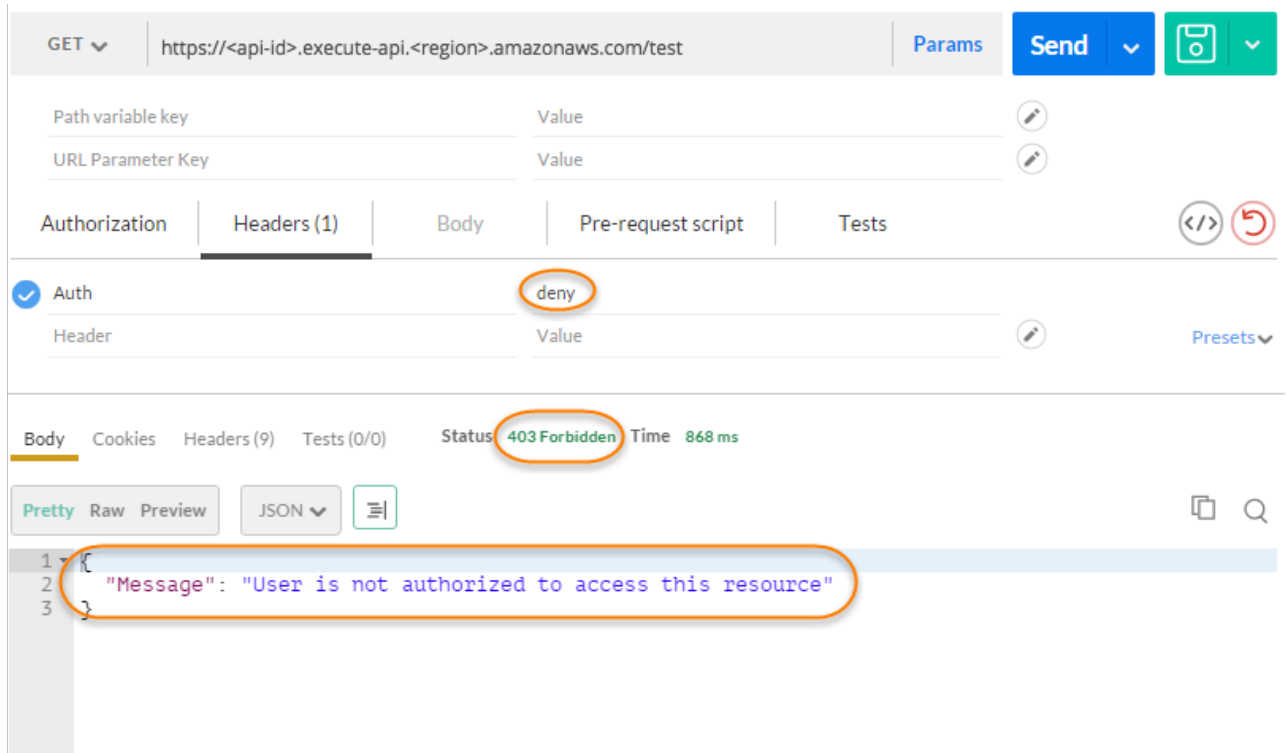 GET https://<api-id>.execute-api.<region>.amazonaws.com/test Params Send
Path variable key Value
URL Parameter Key Value
Authorization Headers (1) Body Pre-request script Tests
Auth deny
Header Value Presets
Body Cookies Headers (9) Tests (0/0) Status 403 Forbidden Time 868 ms
Pretty Raw Preview JSON
1 {
2 "Message": "User is not authorized to access this resource"
3 }